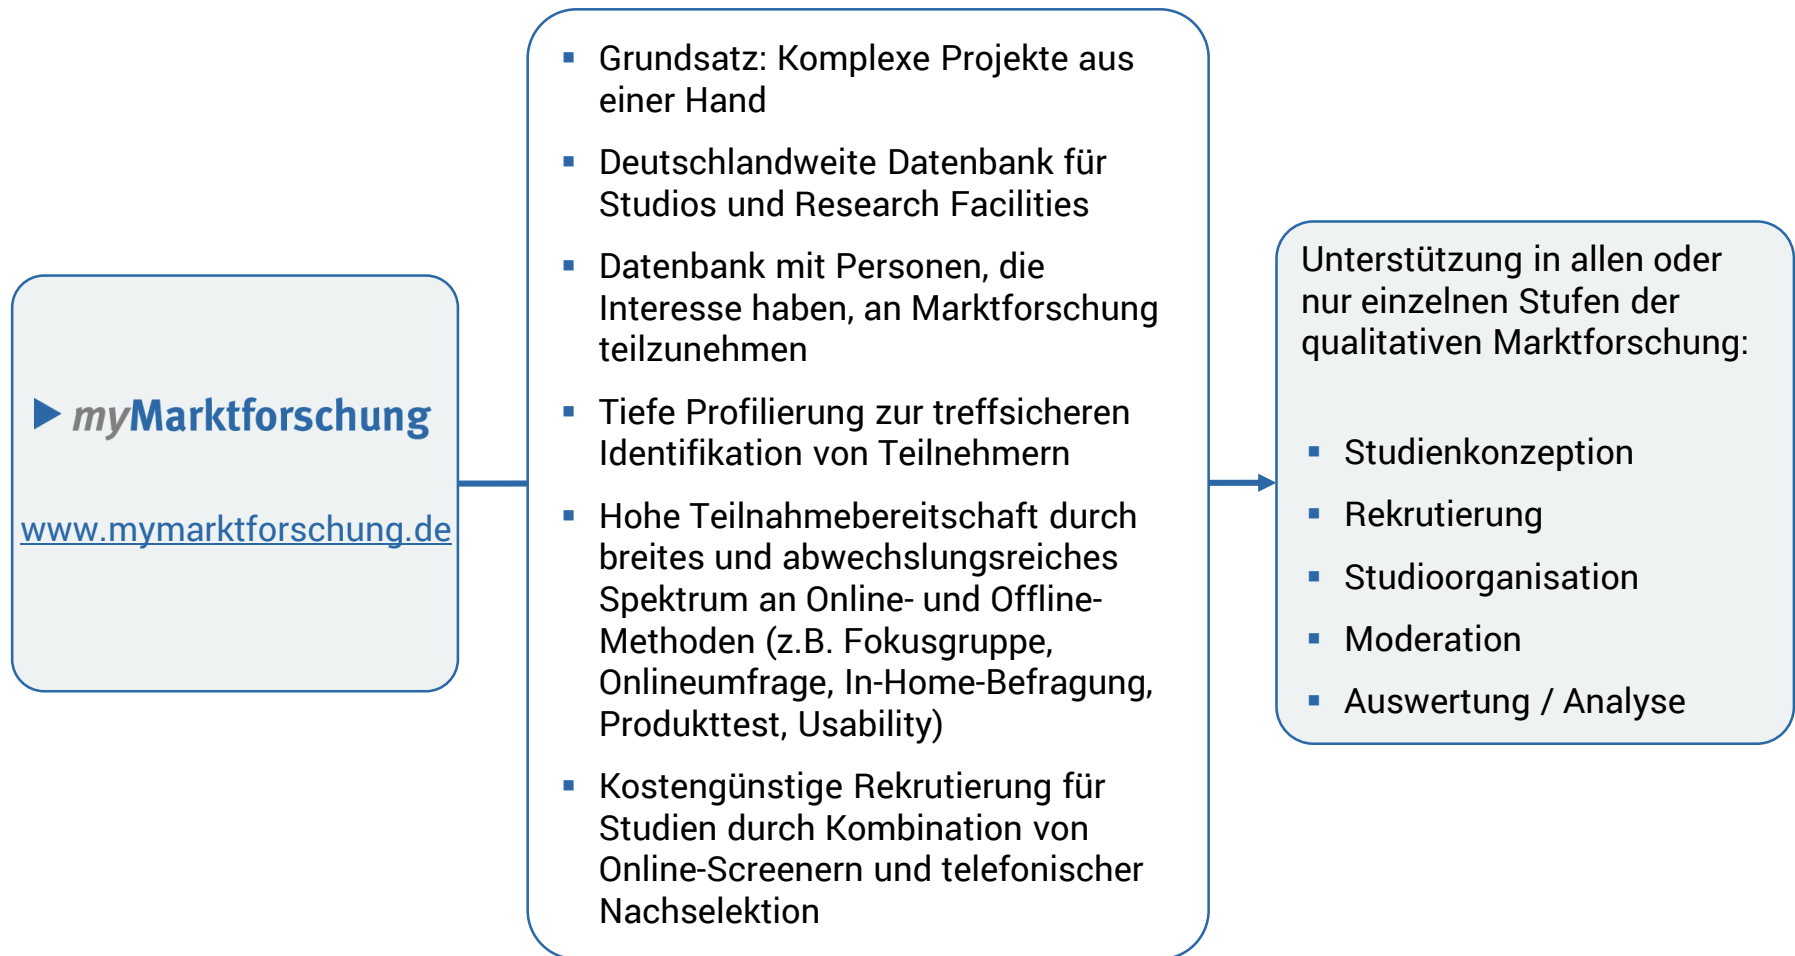 myMarktforschung
www.mymarktforschung.de
Grundsatz: Komplexe Projekte aus
einer Hand
Deutschlandweite Datenbank für
Studios und Research Facilities
Datenbank mit Personen, die
Interesse haben, an Marktforschung
teilzunehmen
Tiefe Profilierung zur treffsicheren
Identifikation von Teilnehmern
Hohe Teilnahmebereitschaft durch
breites und abwechslungsreiches
Spektrum an Online- und Offline-
Methoden (z.B. Fokusgruppe,
Onlineumfrage, In-Home-Befragung,
Produkttest, Usability)
Kostengünstige Rekrutierung für
Studien durch Kombination von
Online-Screenern und telefonischer
Nachselektion
Unterstützung in allen oder
nur einzelnen Stufen der
qualitativen Marktforschung:
Studienkonzeption
Rekrutierung
Studioorganisation
Moderation
Auswertung / Analyse